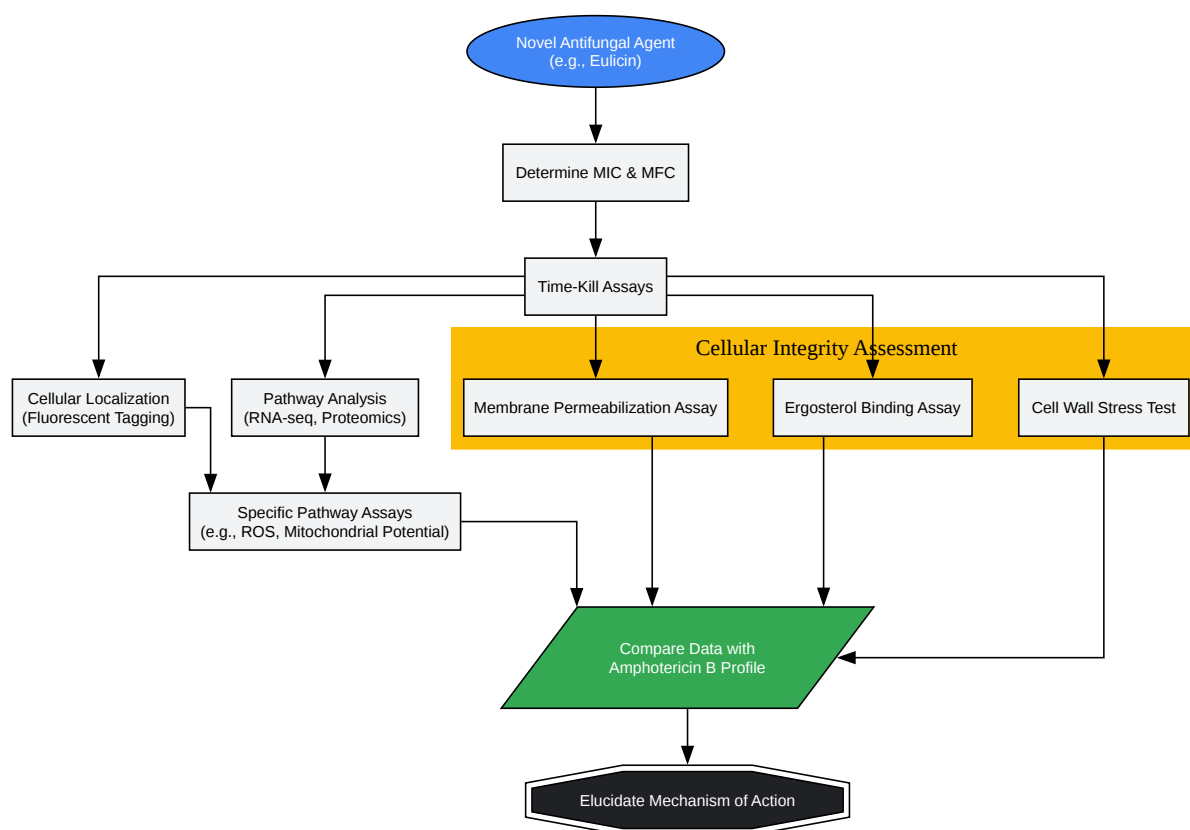 Novel Antifungal Agent
(e.g., Eulicin)
Determine MIC & MFC
Time-Kill Assays
Cellular Integrity Assessment
Cellular Localization
(Fluorescent Tagging)
Pathway Analysis
(RNA-seq, Proteomics)
Membrane Permeabilization Assay
Ergosterol Binding Assay
Cell Wall Stress Test
Specific Pathway Assays
(e.g., ROS, Mitochondrial Potential)
Compare Data with
Amphotericin B Profile
Elucidate Mechanism of Action